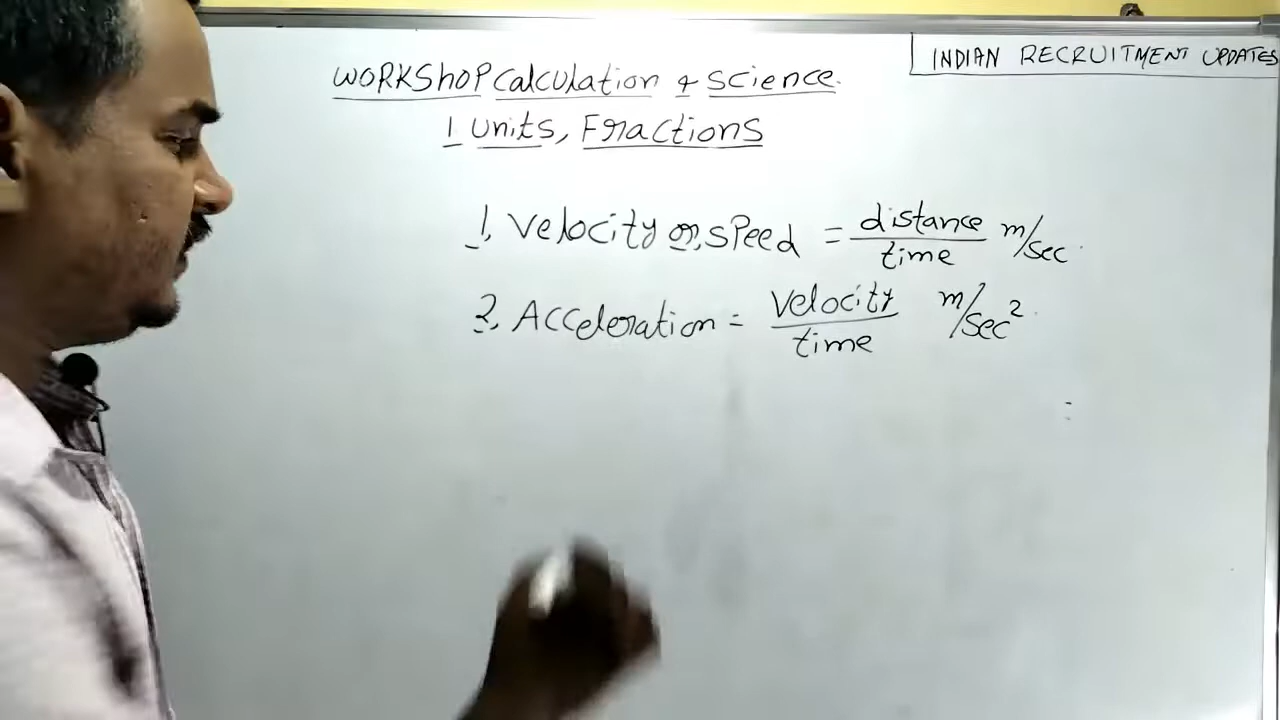 INDIAN RECRUITMENT UPDATES
WORKSHOP Calculation & Science.
1 Units, Fractions
1. Velocity or, speed = distance/time m/sec.
2. Acceleration = Velocity/time m/sec²